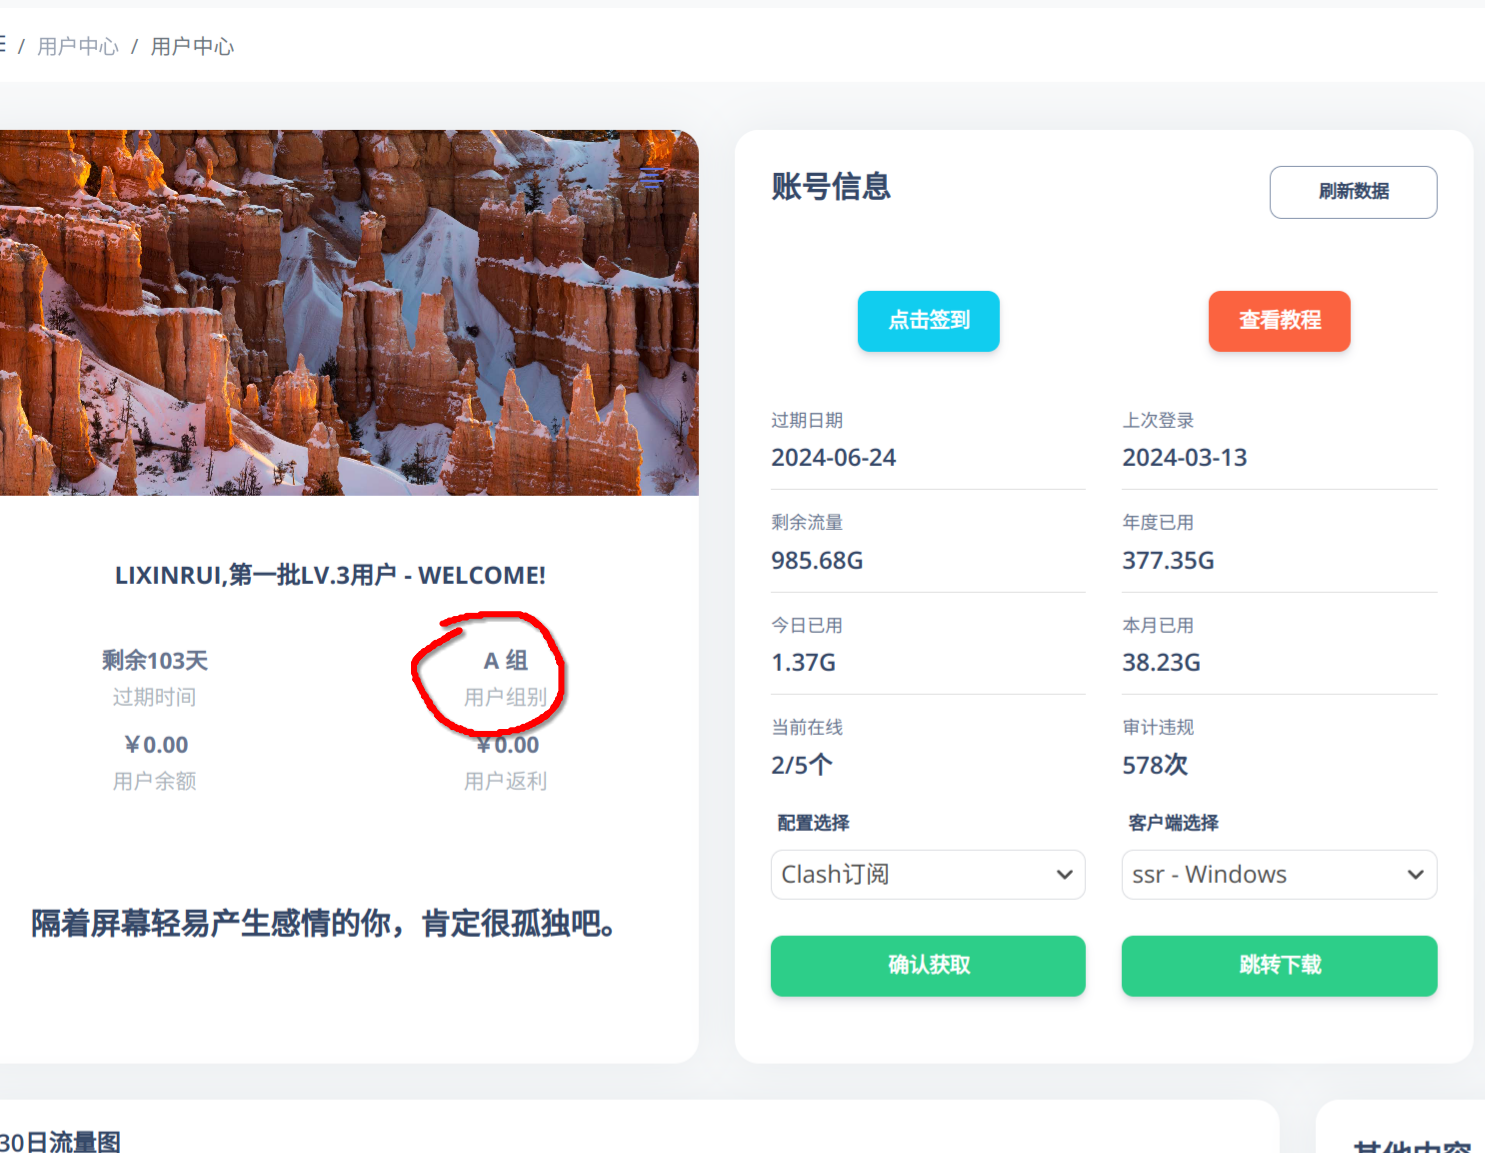 / 用户中心 / 用户中心
账号信息
刷新数据
点击签到
查看教程
过期日期
2024-06-24
上次登录
2024-03-13
剩余流量
985.68G
年度已用
377.35G
今日已用
1.37G
本月已用
38.23G
当前在线
2/5个
审计违规
578次
配置选择
Clash订阅
客户端选择
ssr - Windows
确认获取
跳转下载
LIXINRUI,第一批LV.3用户 - WELCOME!
剩余103天
过期时间
A 组
用户组别
¥0.00
用户余额
¥0.00
用户返利
隔着屏幕轻易产生感情的你，肯定很孤独吧。
30日流量图
其他内容